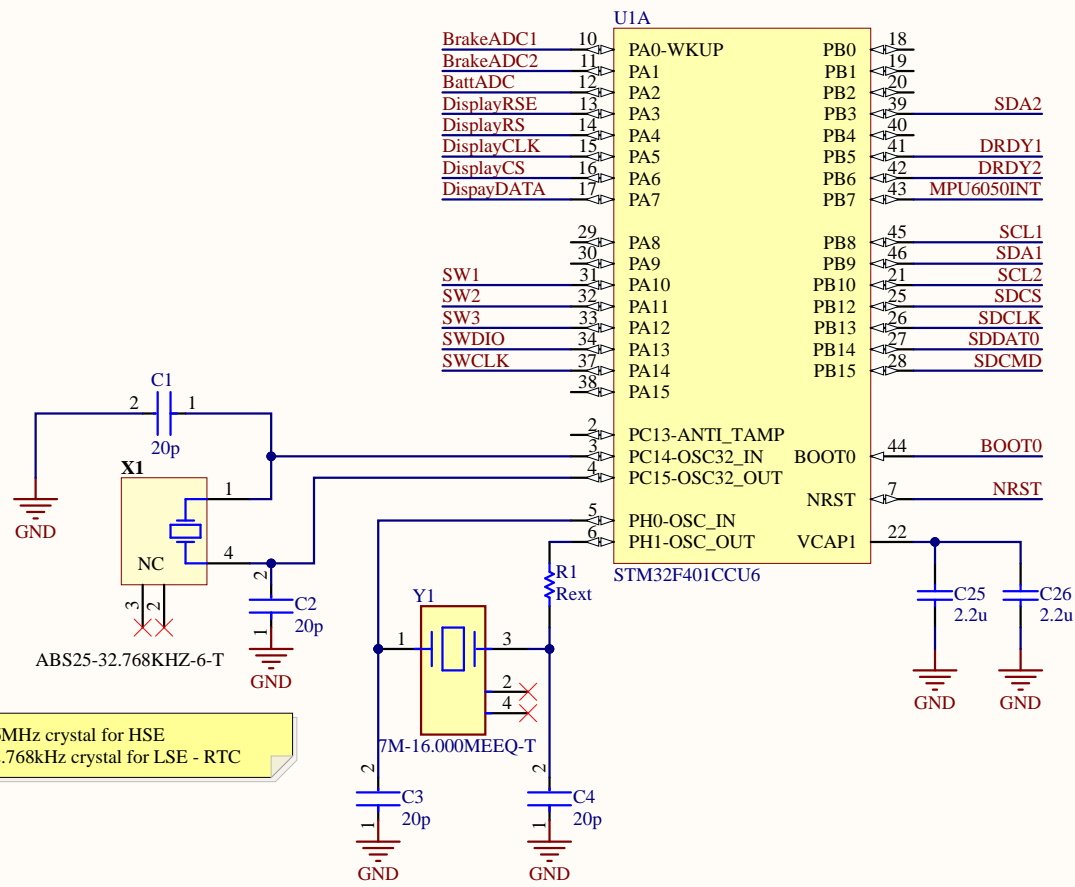 U1A
BrakeADC1 10 PA0-WKUP PB0 18
BrakeADC2 11 PA1 PB1 19
BattADC 12 PA2 PB2 20
DisplayRSE 13 PA3 PB3 39 SDA2
DisplayRS 14 PA4 PB4 40
DisplayCLK 15 PA5 PB5 41 DRDY1
DisplayCS 16 PA6 PB6 42 DRDY2
DispayDATA 17 PA7 PB7 43 MPU6050INT
29 PA8 PB8 45 SCL1
30 PA9 PB9 46 SDA1
SW1 31 PA10 PB10 21 SCL2
SW2 32 PA11 PB12 25 SDCS
SW3 33 PA12 PB13 26 SDCLK
SWDIO 34 PA13 PB14 27 SDDAT0
SWCLK 37 PA14 PB15 28 SDCMD
38 PA15
2 PC13-ANTI_TAMP
3 PC14-OSC32_IN BOOT0 44 BOOT0
4 PC15-OSC32_OUT
NRST 7 NRST
5 PH0-OSC_IN
6 PH1-OSC_OUT VCAP1 22
STM32F401CCU6
C1
2 1
20p
GND
X1
1
4
NC
3 2
ABS25-32.768KHZ-6-T
2
C2
20p
1
GND
R1
Rext
Y1
1 3
2
4
7M-16.000MEEQ-T
2
C3
20p
1
GND
2
C4
20p
1
GND
C25
2.2u
GND
C26
2.2u
GND
MHz crystal for HSE
.768kHz crystal for LSE - RTC